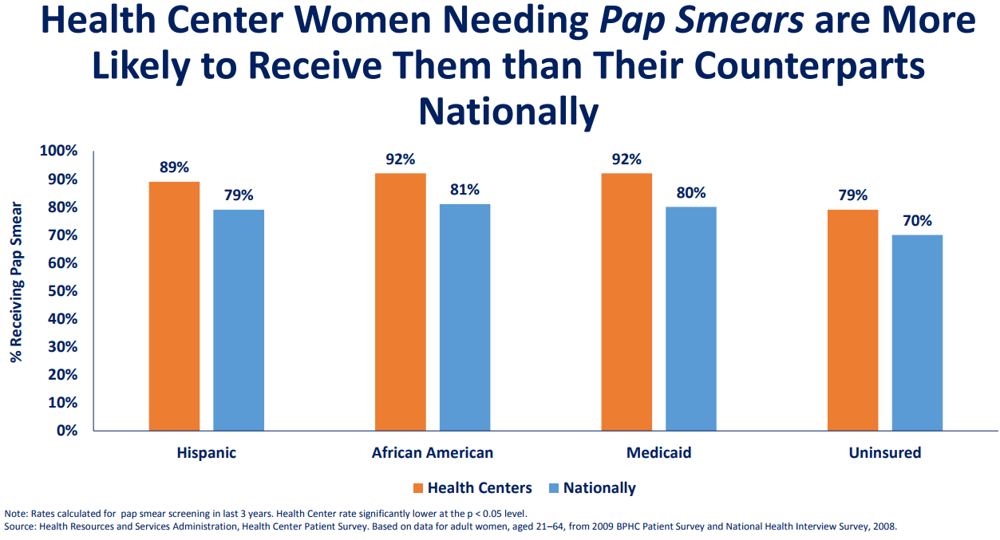 Health Center Women Needing Pap Smears are More
Likely to Receive Them than Their Counterparts
Nationally
% Receiving Pap Smear
100%
90%
80%
70%
60%
50%
40%
30%
20%
10%
0%
89%
79%
92%
81%
92%
80%
79%
70%
Hispanic
African American
Medicaid
Uninsured
Health Centers
Nationally
Note: Rates calculated for pap smear screening in last 3 years. Health Center rate significantly lower at the p < 0.05 level.
Source: Health Resources and Services Administration, Health Center Patient Survey. Based on data for adult women, aged 21–64, from 2009 BPHC Patient Survey and National Health Interview Survey, 2008.